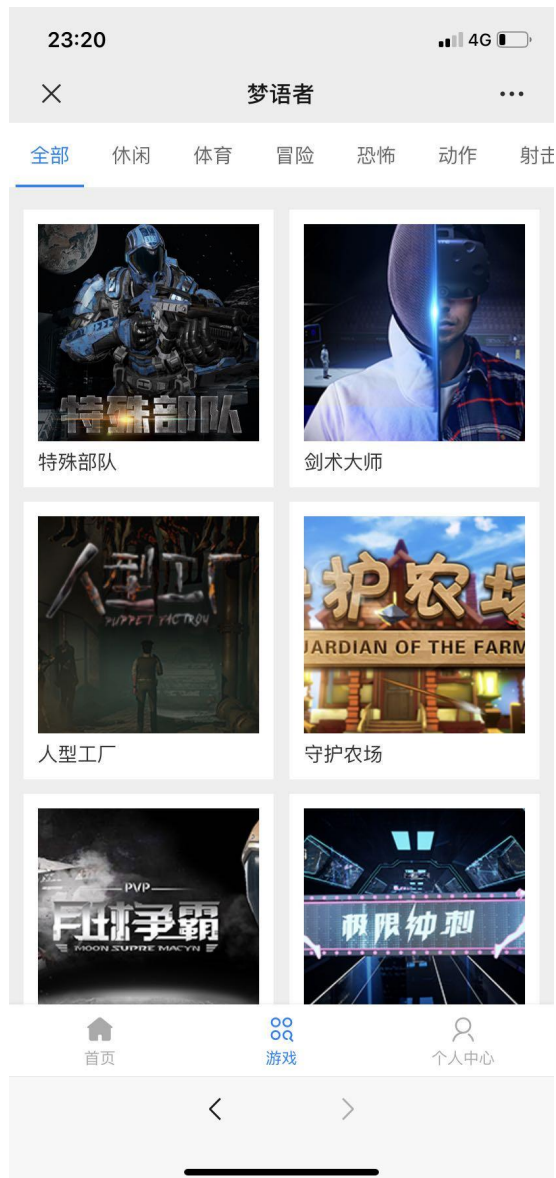 23:20
4G
梦语者
全部 休闲 体育 冒险 恐怖 动作 射击
特殊部队
特殊部队
剑术大师
人型工厂
PUPPET FACTROY
人型工厂
守护农场
UARDIAN OF THE FARM
守护农场
PVP
月球争霸
MOON SUPRE MACYN
极限冲刺
首页 游戏 个人中心